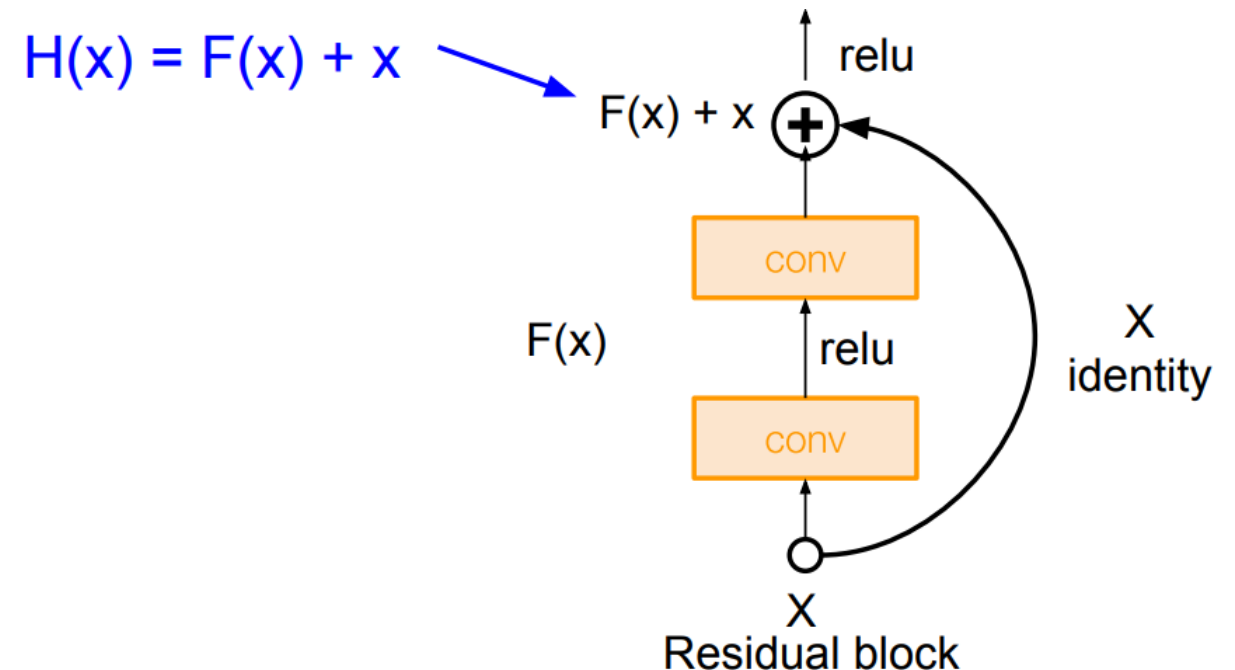 H(x) = F(x) + x
relu
F(x) + x
+
conv
F(x)
relu
X
identity
conv
X
Residual block